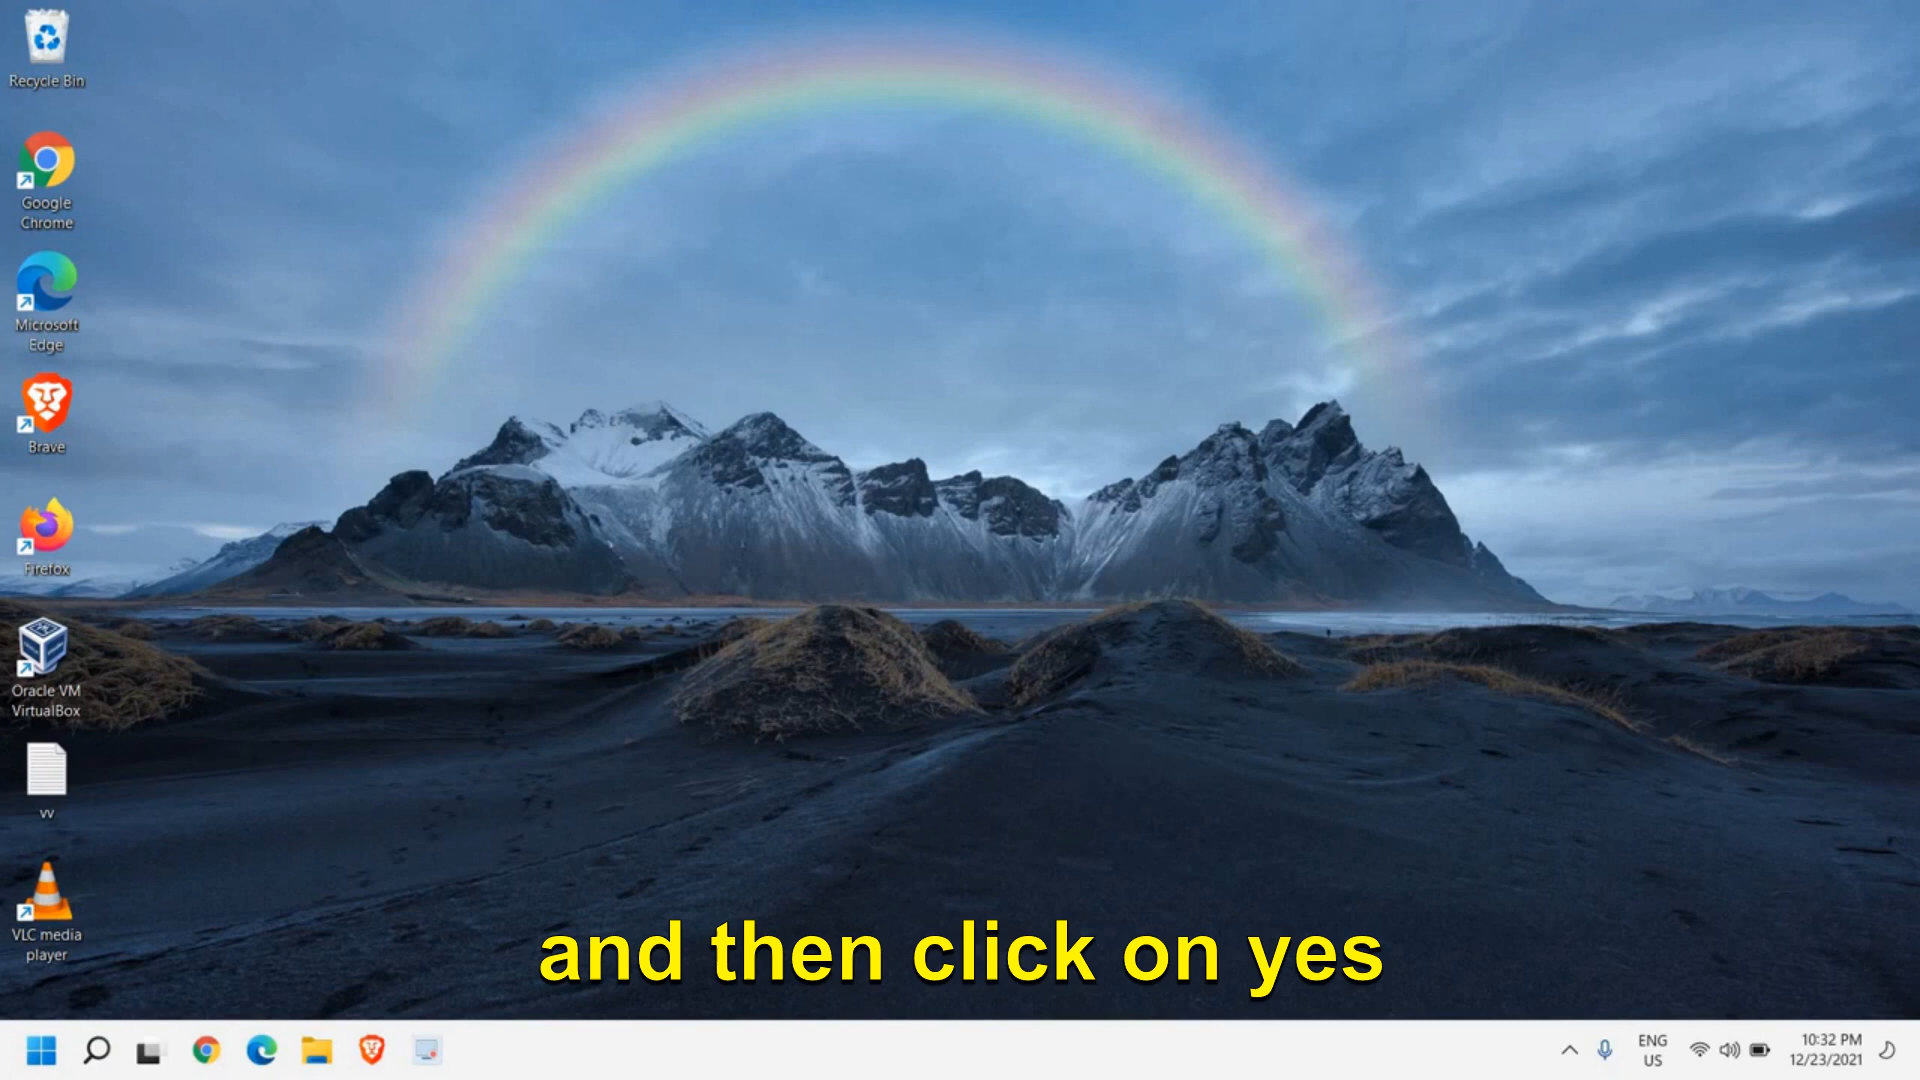 Recycle Bin
Google
Chrome
Microsoft
Edge
Brave
Firefox
Oracle VM
VirtualBox
vv
VLC media
player
and then click on yes
ENG
US
10:32 PM
12/23/2021